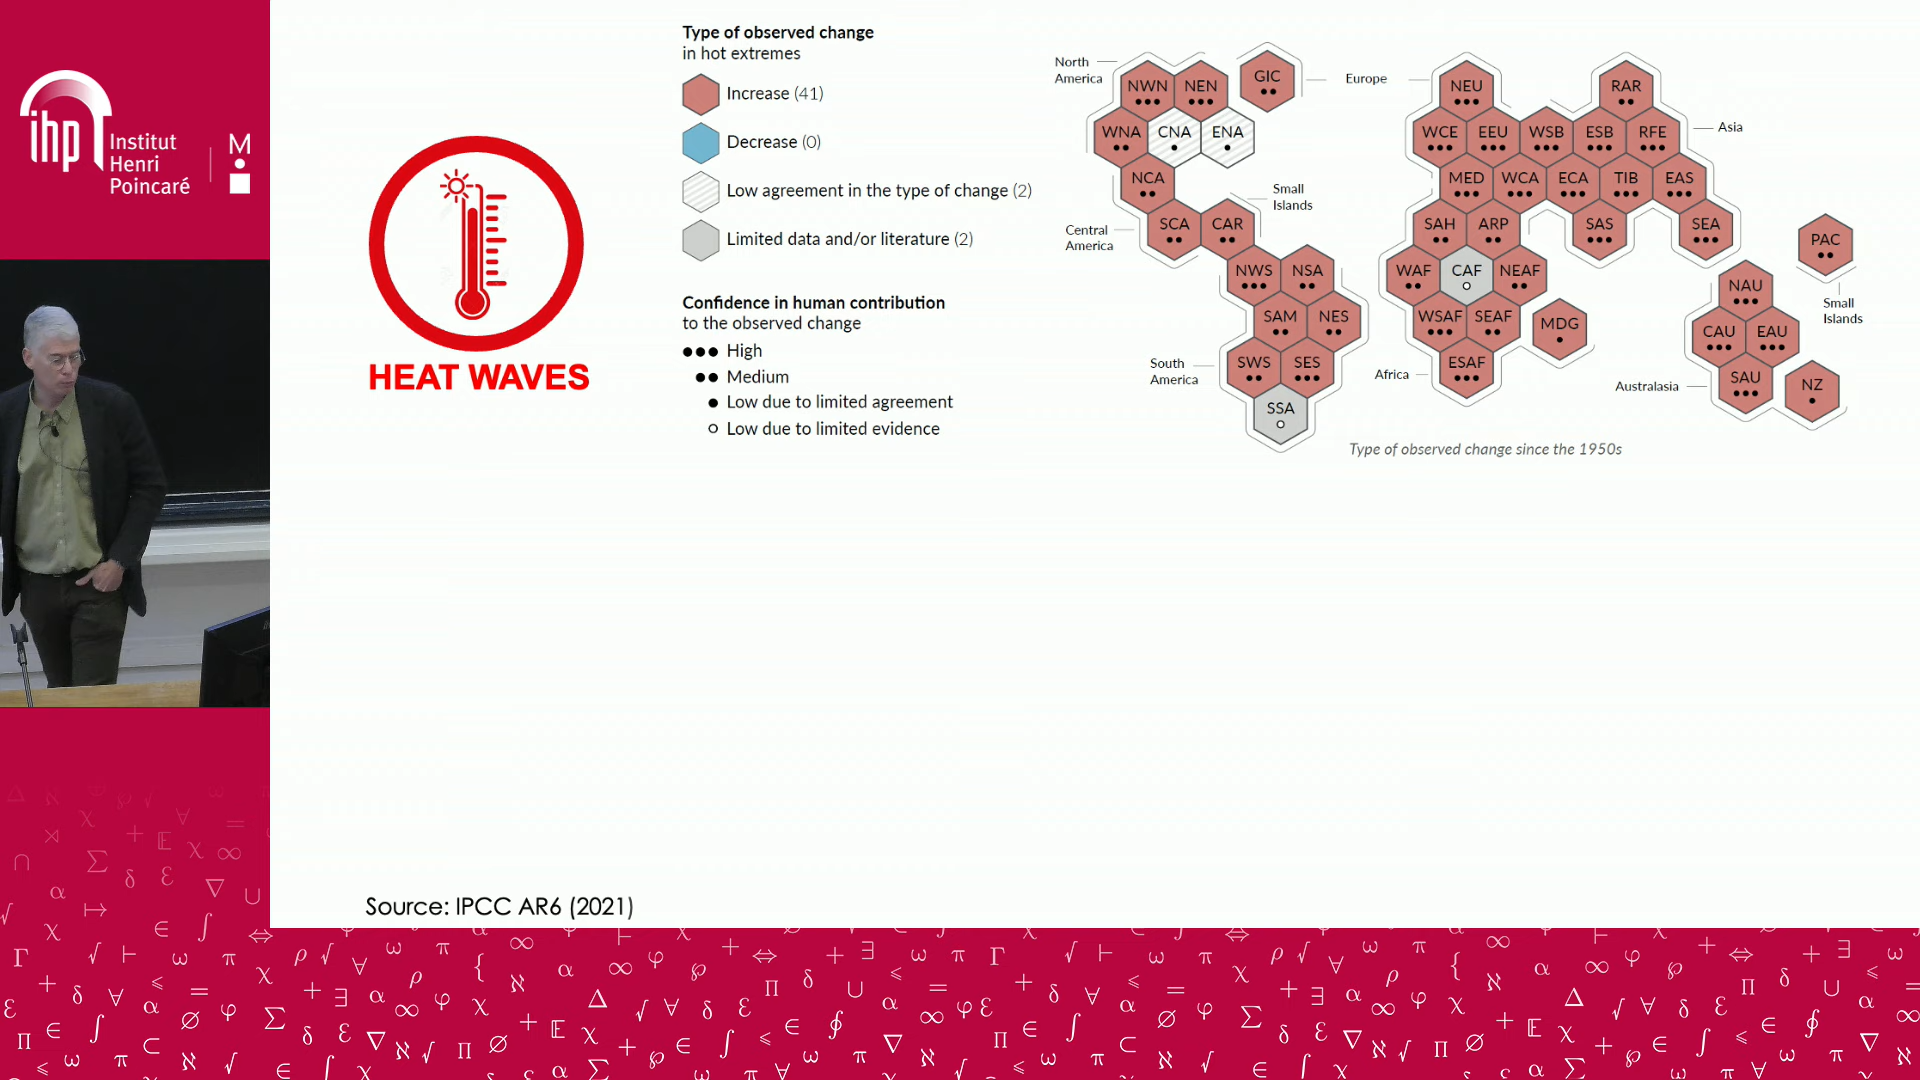 ihp
Institut
Henri
Poincaré
M
HEAT WAVES
Type of observed change
in hot extremes
Increase (41)
Decrease (0)
Low agreement in the type of change (2)
Limited data and/or literature (2)
Confidence in human contribution
to the observed change
●●● High
●● Medium
● Low due to limited agreement
○ Low due to limited evidence
North
America
NWN NEN GIC
WNA CNA ENA
NCA
Small
Islands
Central
America
SCA CAR
NWS NSA
SAM NES
South
America
SWS SES
SSA
Europe
NEU RAR
WCE EEU WSB ESB RFE
Asia
MED WCA ECA TIB EAS
SAH ARP SAS SEA
WAF CAF NEAF
WSAF SEAF MDG
Africa
ESAF
PAC
Small
Islands
NAU
CAU EAU
Australasia
SAU NZ
Type of observed change since the 1950s
Source: IPCC AR6 (2021)